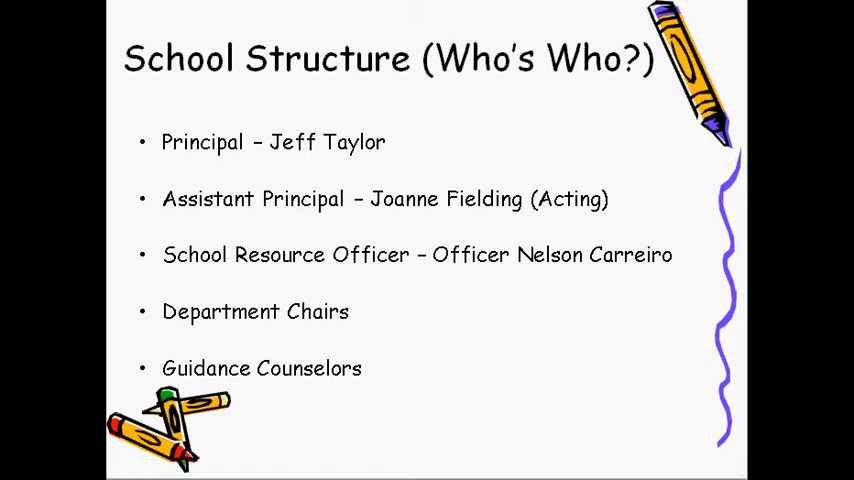 School Structure (Who's Who?)
• Principal – Jeff Taylor
• Assistant Principal – Joanne Fielding (Acting)
• School Resource Officer – Officer Nelson Carreiro
• Department Chairs
• Guidance Counselors